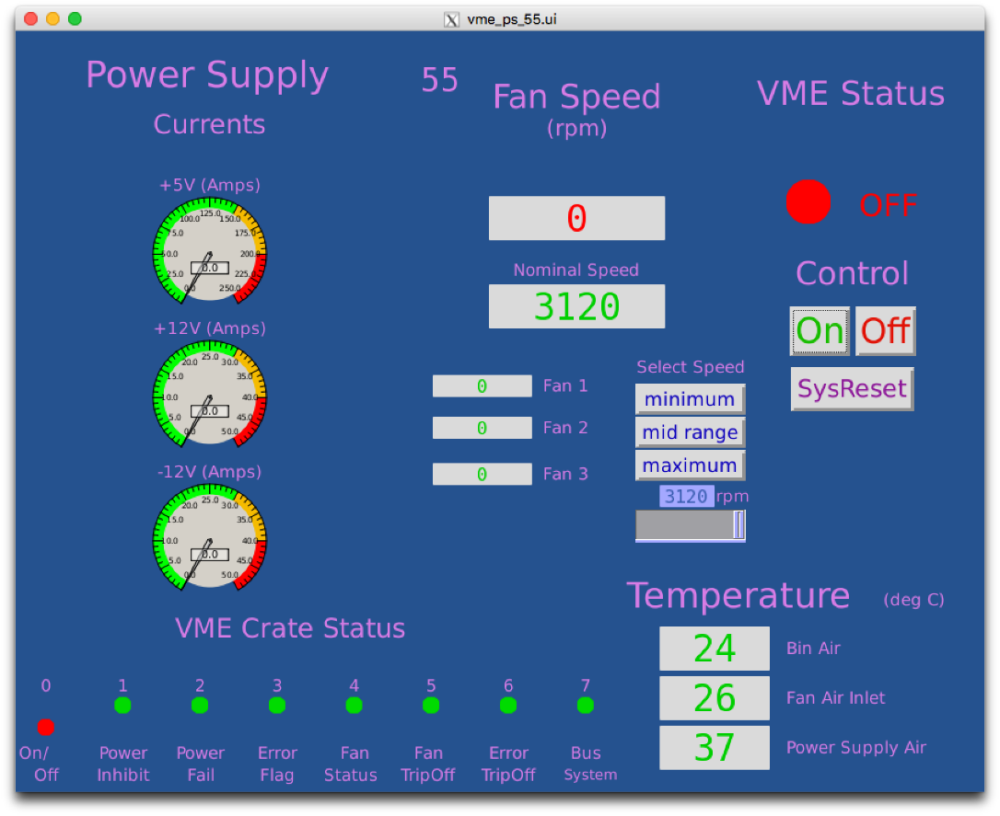 vme_ps_55.ui
Power Supply 55
Currents
+5V (Amps)
0.0 25.0 50.0 75.0 100.0 125.0 150.0 175.0 200.0 225.0 250.0
0.0
+12V (Amps)
0.0 5.0 10.0 15.0 20.0 25.0 30.0 35.0 40.0 45.0 50.0
0.0
-12V (Amps)
0.0 5.0 10.0 15.0 20.0 25.0 30.0 35.0 40.0 45.0 50.0
0.0
Fan Speed
(rpm)
0
Nominal Speed
3120
0 Fan 1
0 Fan 2
0 Fan 3
Select Speed
minimum
mid range
maximum
3120 rpm
VME Status
OFF
Control
On Off
SysReset
Temperature (deg C)
24 Bin Air
26 Fan Air Inlet
37 Power Supply Air
VME Crate Status
0 1 2 3 4 5 6 7
On/ Power Power Error Fan Fan Error Bus
Off Inhibit Fail Flag Status TripOff TripOff System